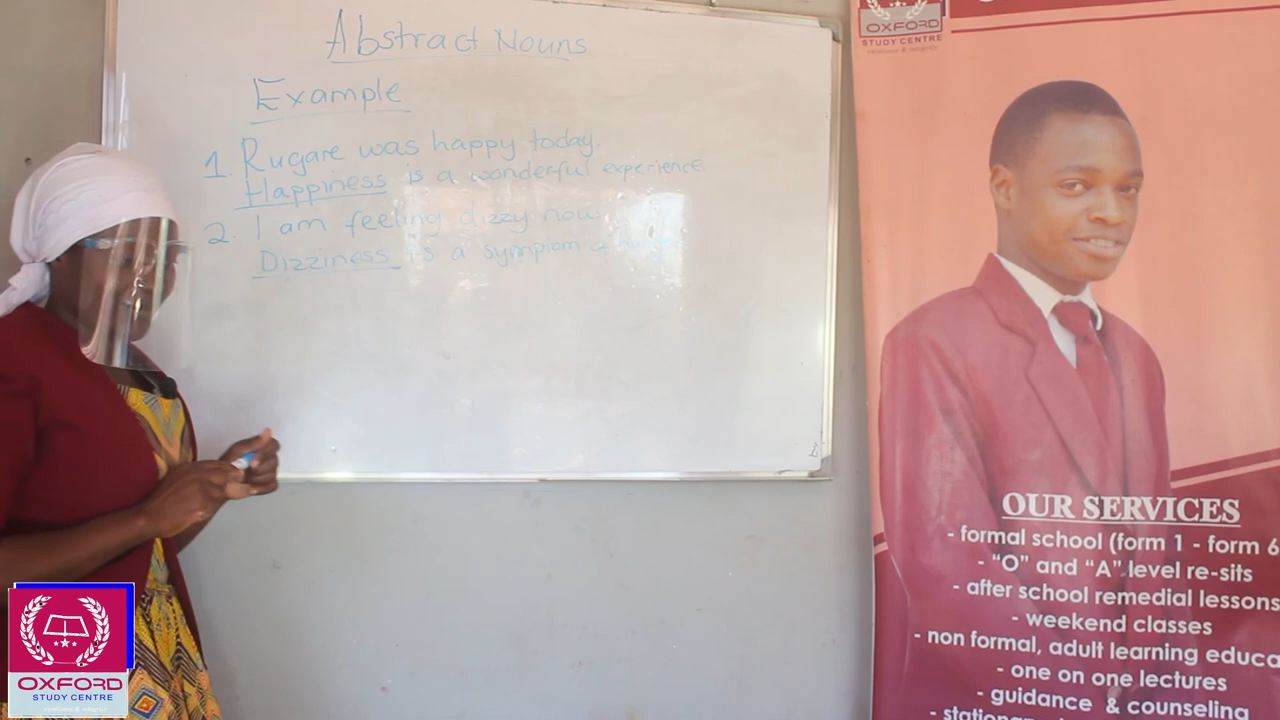 Abstract Nouns
Example
1. Rugare was happy today.
Happiness is a wonderful experience.
2. I am feeling dizzy now
Dizziness is a symptom
OXFORD
STUDY CENTRE
OUR SERVICES
- formal school (form 1 - form 6
- "O" and "A" level re-sits
- after school remedial lessons
- weekend classes
- non formal, adult learning educa
- one on one lectures
- guidance & counseling
OXFORD
STUDY CENTRE
excellence & integrity